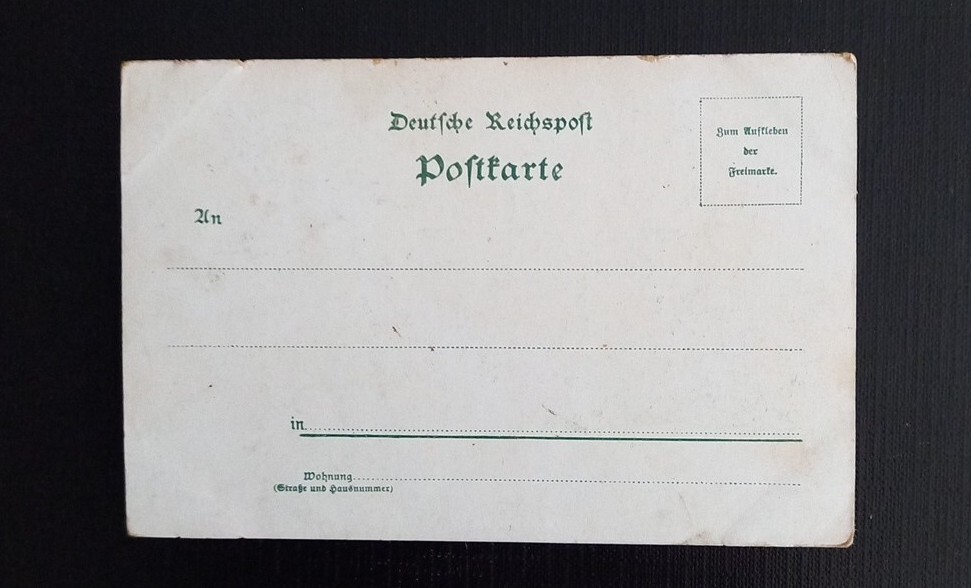 Deutsche Reichspost
Postkarte
Zum Aufkleben
der
Freimarke.
An
in
Wohnung
(Straße und Hausnummer)